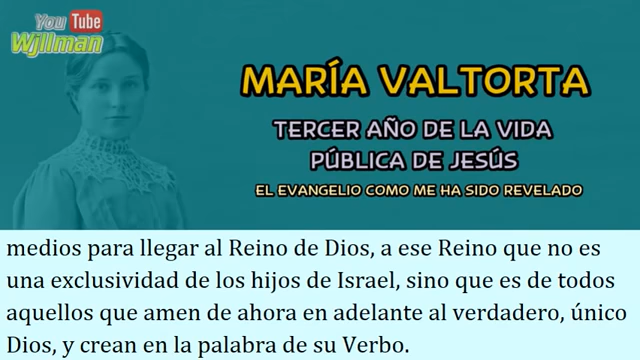 You Tube
Wjllman
MARÍA VALTORTA
TERCER AÑO DE LA VIDA
PÚBLICA DE JESÚS
EL EVANGELIO COMO ME HA SIDO REVELADO
medios para llegar al Reino de Dios, a ese Reino que no es
una exclusividad de los hijos de Israel, sino que es de todos
aquellos que amen de ahora en adelante al verdadero, único
Dios, y crean en la palabra de su Verbo.